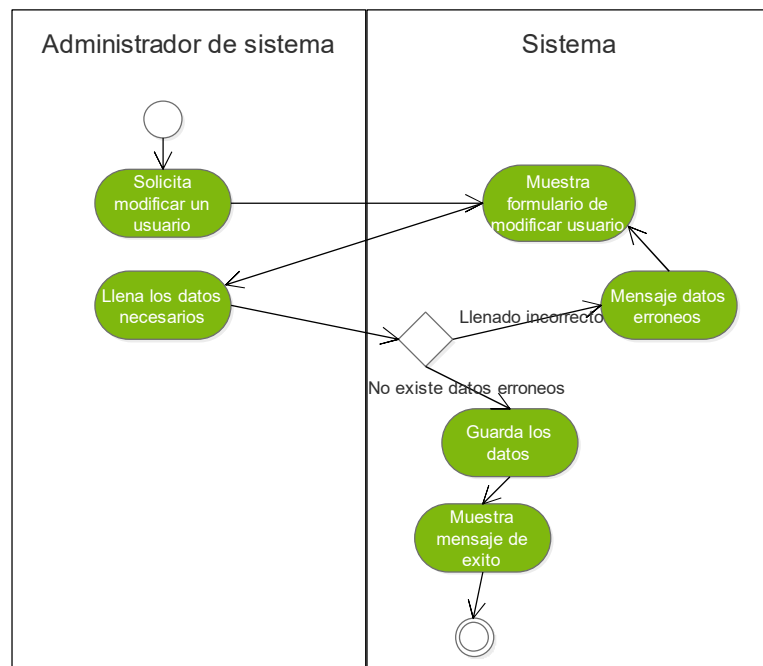 Administrador de sistema
Sistema
Solicita
modificar un
usuario
Muestra
formulario de
modificar usuario
Llena los datos
necesarios
Llenado incorrecto
Mensaje datos
erroneos
No existe datos erroneos
Guarda los
datos
Muestra
mensaje de
exito